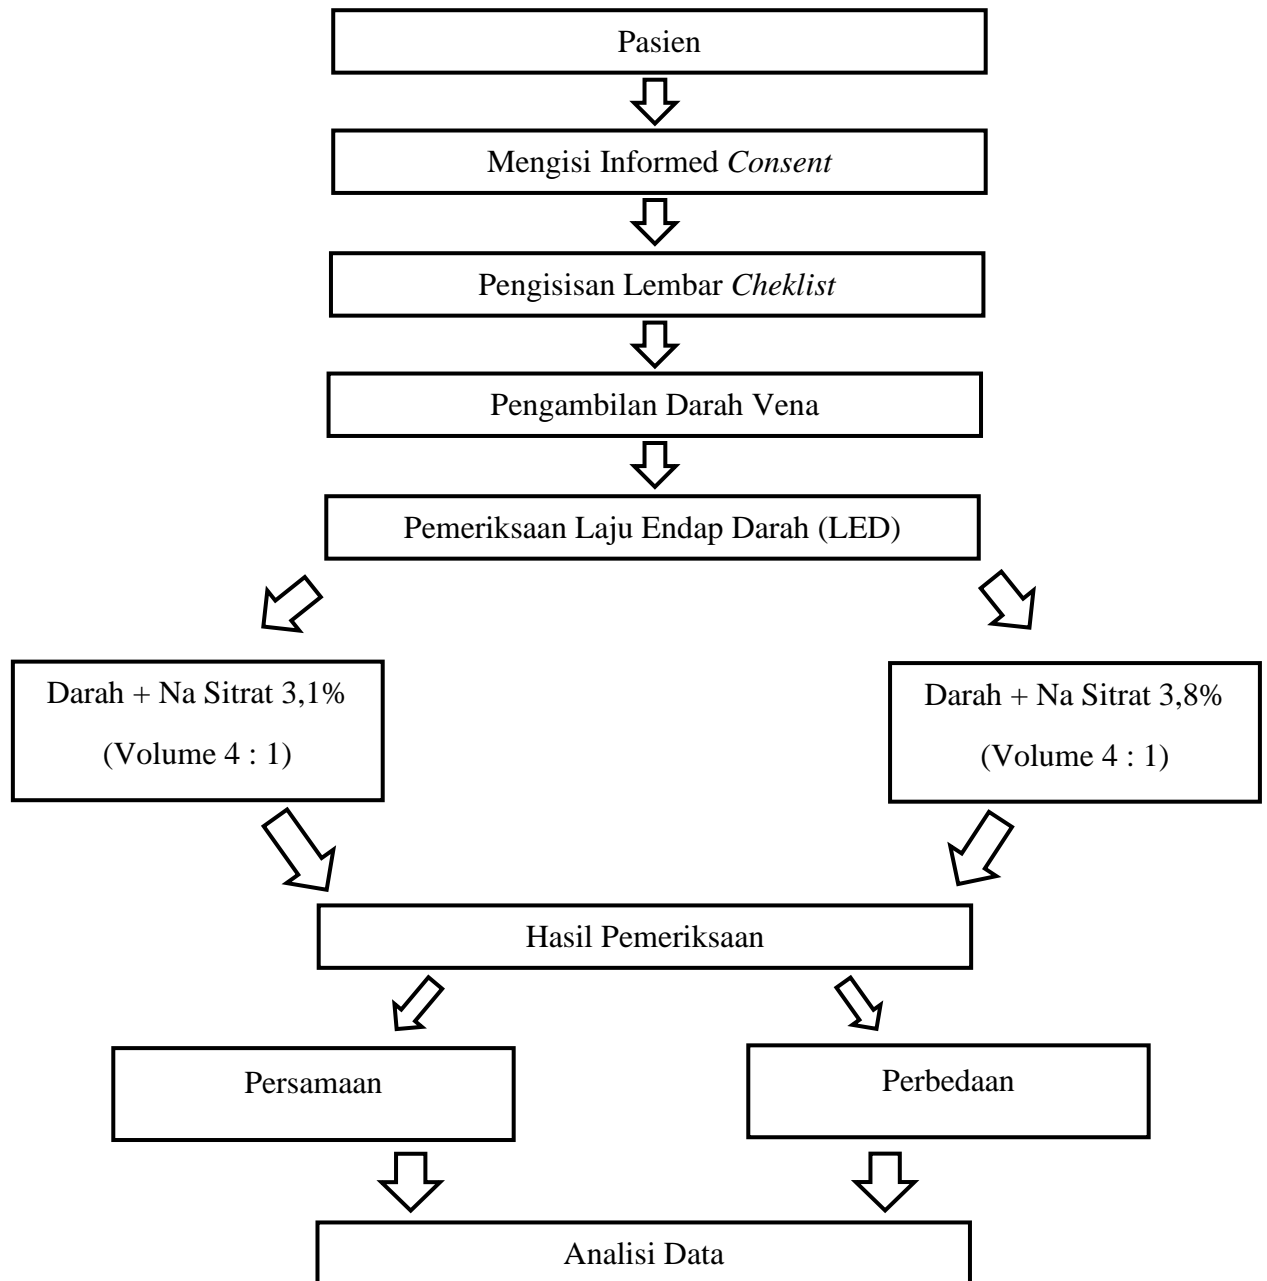 Pasien
Mengisi Informed Consent
Pengisisan Lembar Cheklist
Pengambilan Darah Vena
Pemeriksaan Laju Endap Darah (LED)
Darah + Na Sitrat 3,1%
(Volume 4 : 1)
Darah + Na Sitrat 3,8%
(Volume 4 : 1)
Hasil Pemeriksaan
Persamaan
Perbedaan
Analisi Data